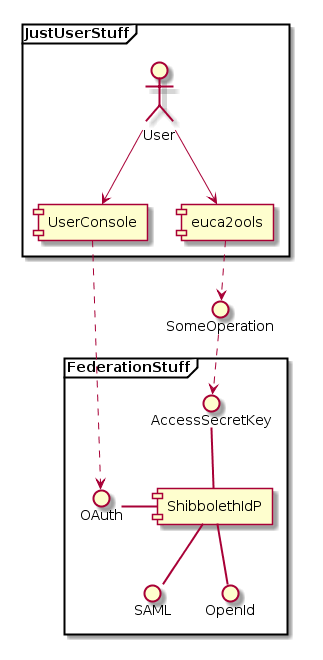 JustUserStuff
User
UserConsole
euca2ools
SomeOperation
FederationStuff
AccessSecretKey
ShibbolethIdP
OAuth
SAML
OpenId